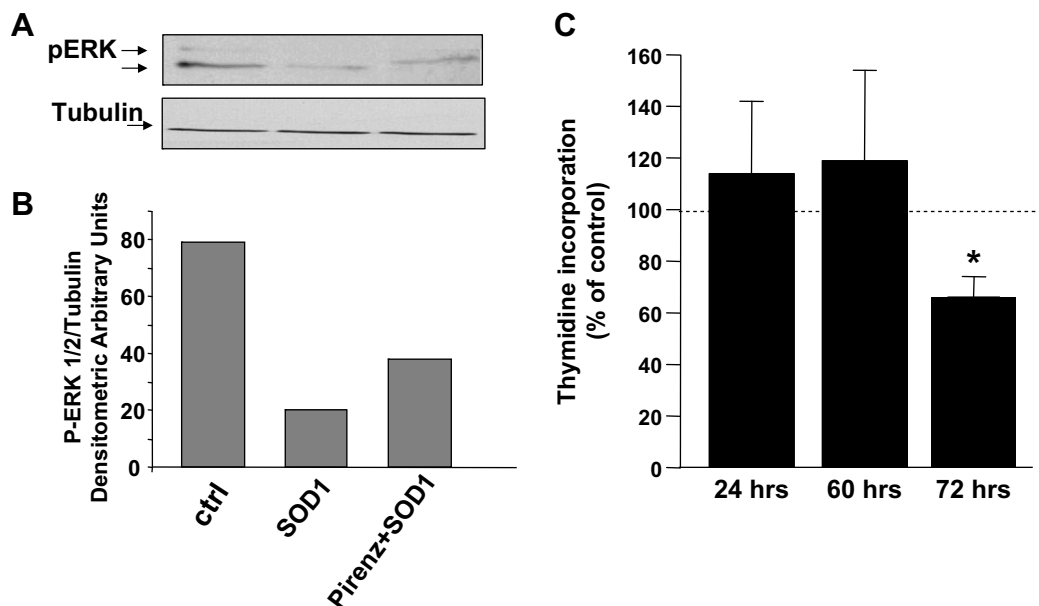 A
pERK
Tubulin
B
P-ERK 1/2/Tubulin
Densitometric Arbitrary Units
80
60
40
20
0
ctrl
SOD1
Pirenz+SOD1
C
Thymidine incorporation
(% of control)
160
140
120
100
80
60
40
20
0
*
24 hrs
60 hrs
72 hrs